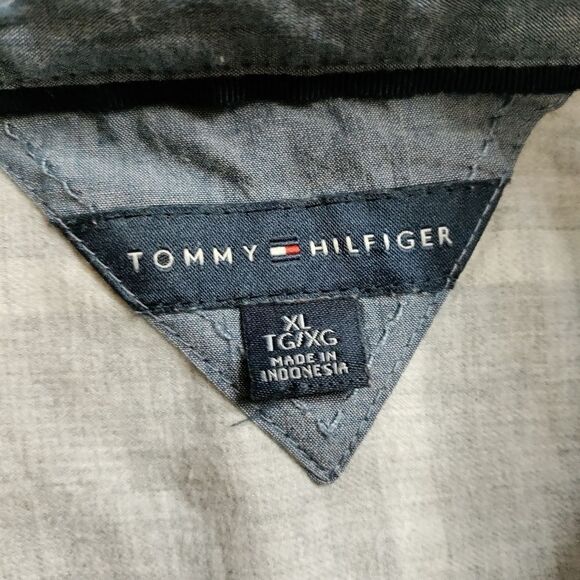 TOMMY HILFIGER
XL
TG/XG
MADE IN
INDONESIA